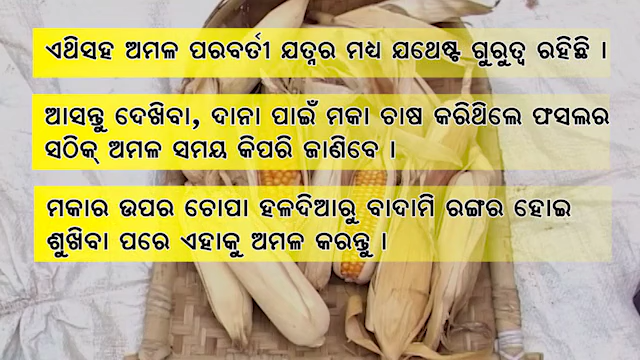 ଏଥିସହ ଅମଳ ପରବର୍ତୀ ଯତ୍ନର ମଧ୍ୟ ଯଥେଷ୍ଟ ଗୁରୁତ୍ୱ ରହିଛି ।
ଆସନ୍ତୁ ଦେଖିବା, ଦାନା ପାଇଁ ମକା ଚାଷ କରିଥିଲେ ଫସଲର
ସଠିକ୍ ଅମଳ ସମୟ କିପରି ଜାଣିବେ ।
ମକାର ଉପର ଚୋପା ହଳଦିଆରୁ ବାଦାମି ରଙ୍ଗର ହୋଇ
ଶୁଖିବା ପରେ ଏହାକୁ ଅମଳ କରନ୍ତୁ ।